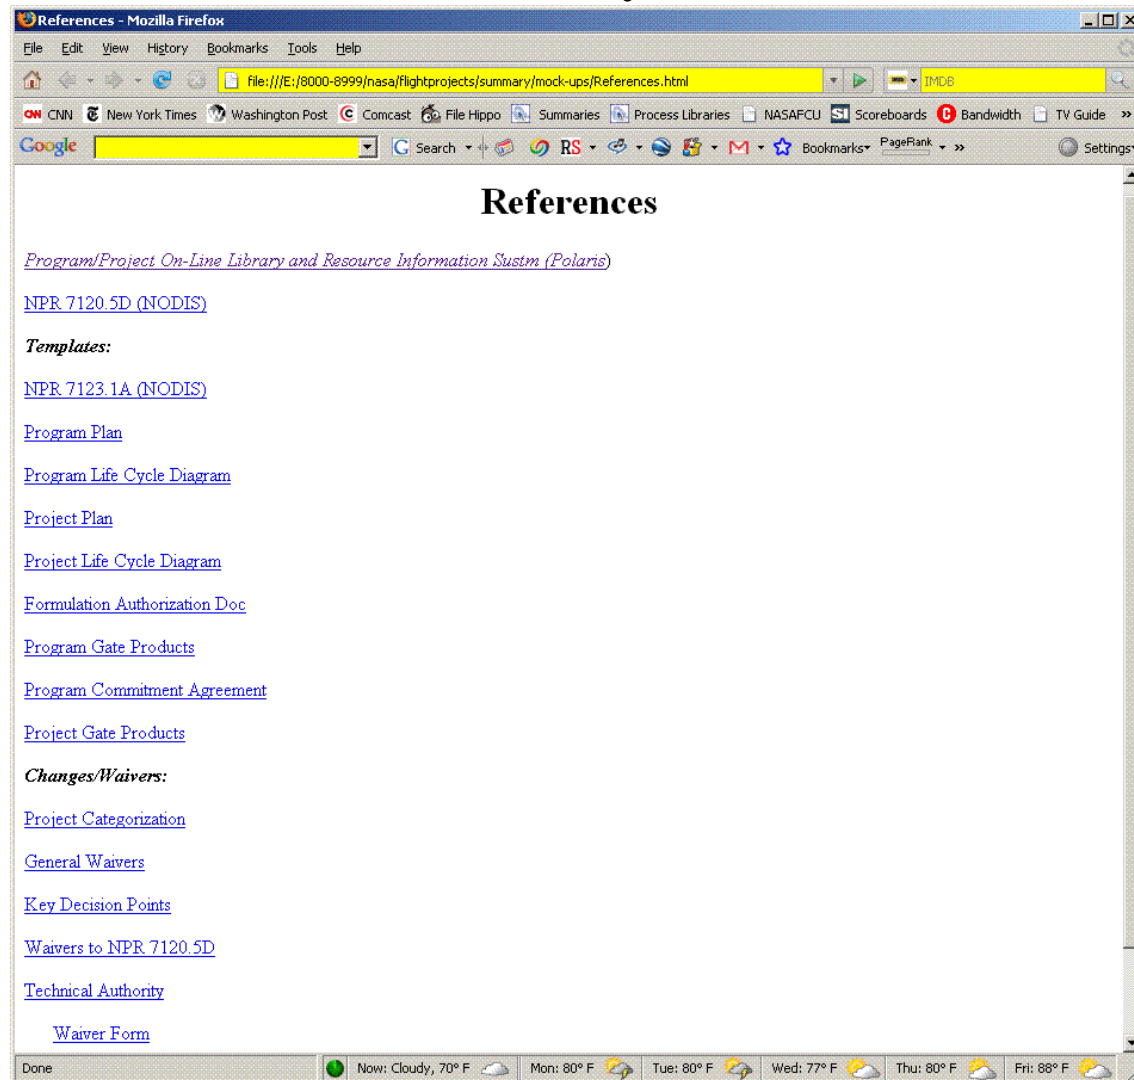 References - Mozilla Firefox
File Edit View History Bookmarks Tools Help
file:///E:/8000-8999/nasa/flightprojects/summary/mock-ups/References.html IMDB
CNN New York Times Washington Post Comcast File Hippo Summaries Process Libraries NASAFCU SI Scoreboards Bandwidth TV Guide »
Google G Search RS Bookmarks PageRank » Settings
References
Program/Project On-Line Library and Resource Information Sustm (Polaris)
NPR 7120.5D (NODIS)
Templates:
NPR 7123.1A (NODIS)
Program Plan
Program Life Cycle Diagram
Project Plan
Project Life Cycle Diagram
Formulation Authorization Doc
Program Gate Products
Program Commitment Agreement
Project Gate Products
Changes/Waivers:
Project Categorization
General Waivers
Key Decision Points
Waivers to NPR 7120.5D
Technical Authority
Waiver Form
Done Now: Cloudy, 70° F Mon: 80° F Tue: 80° F Wed: 77° F Thu: 80° F Fri: 88° F